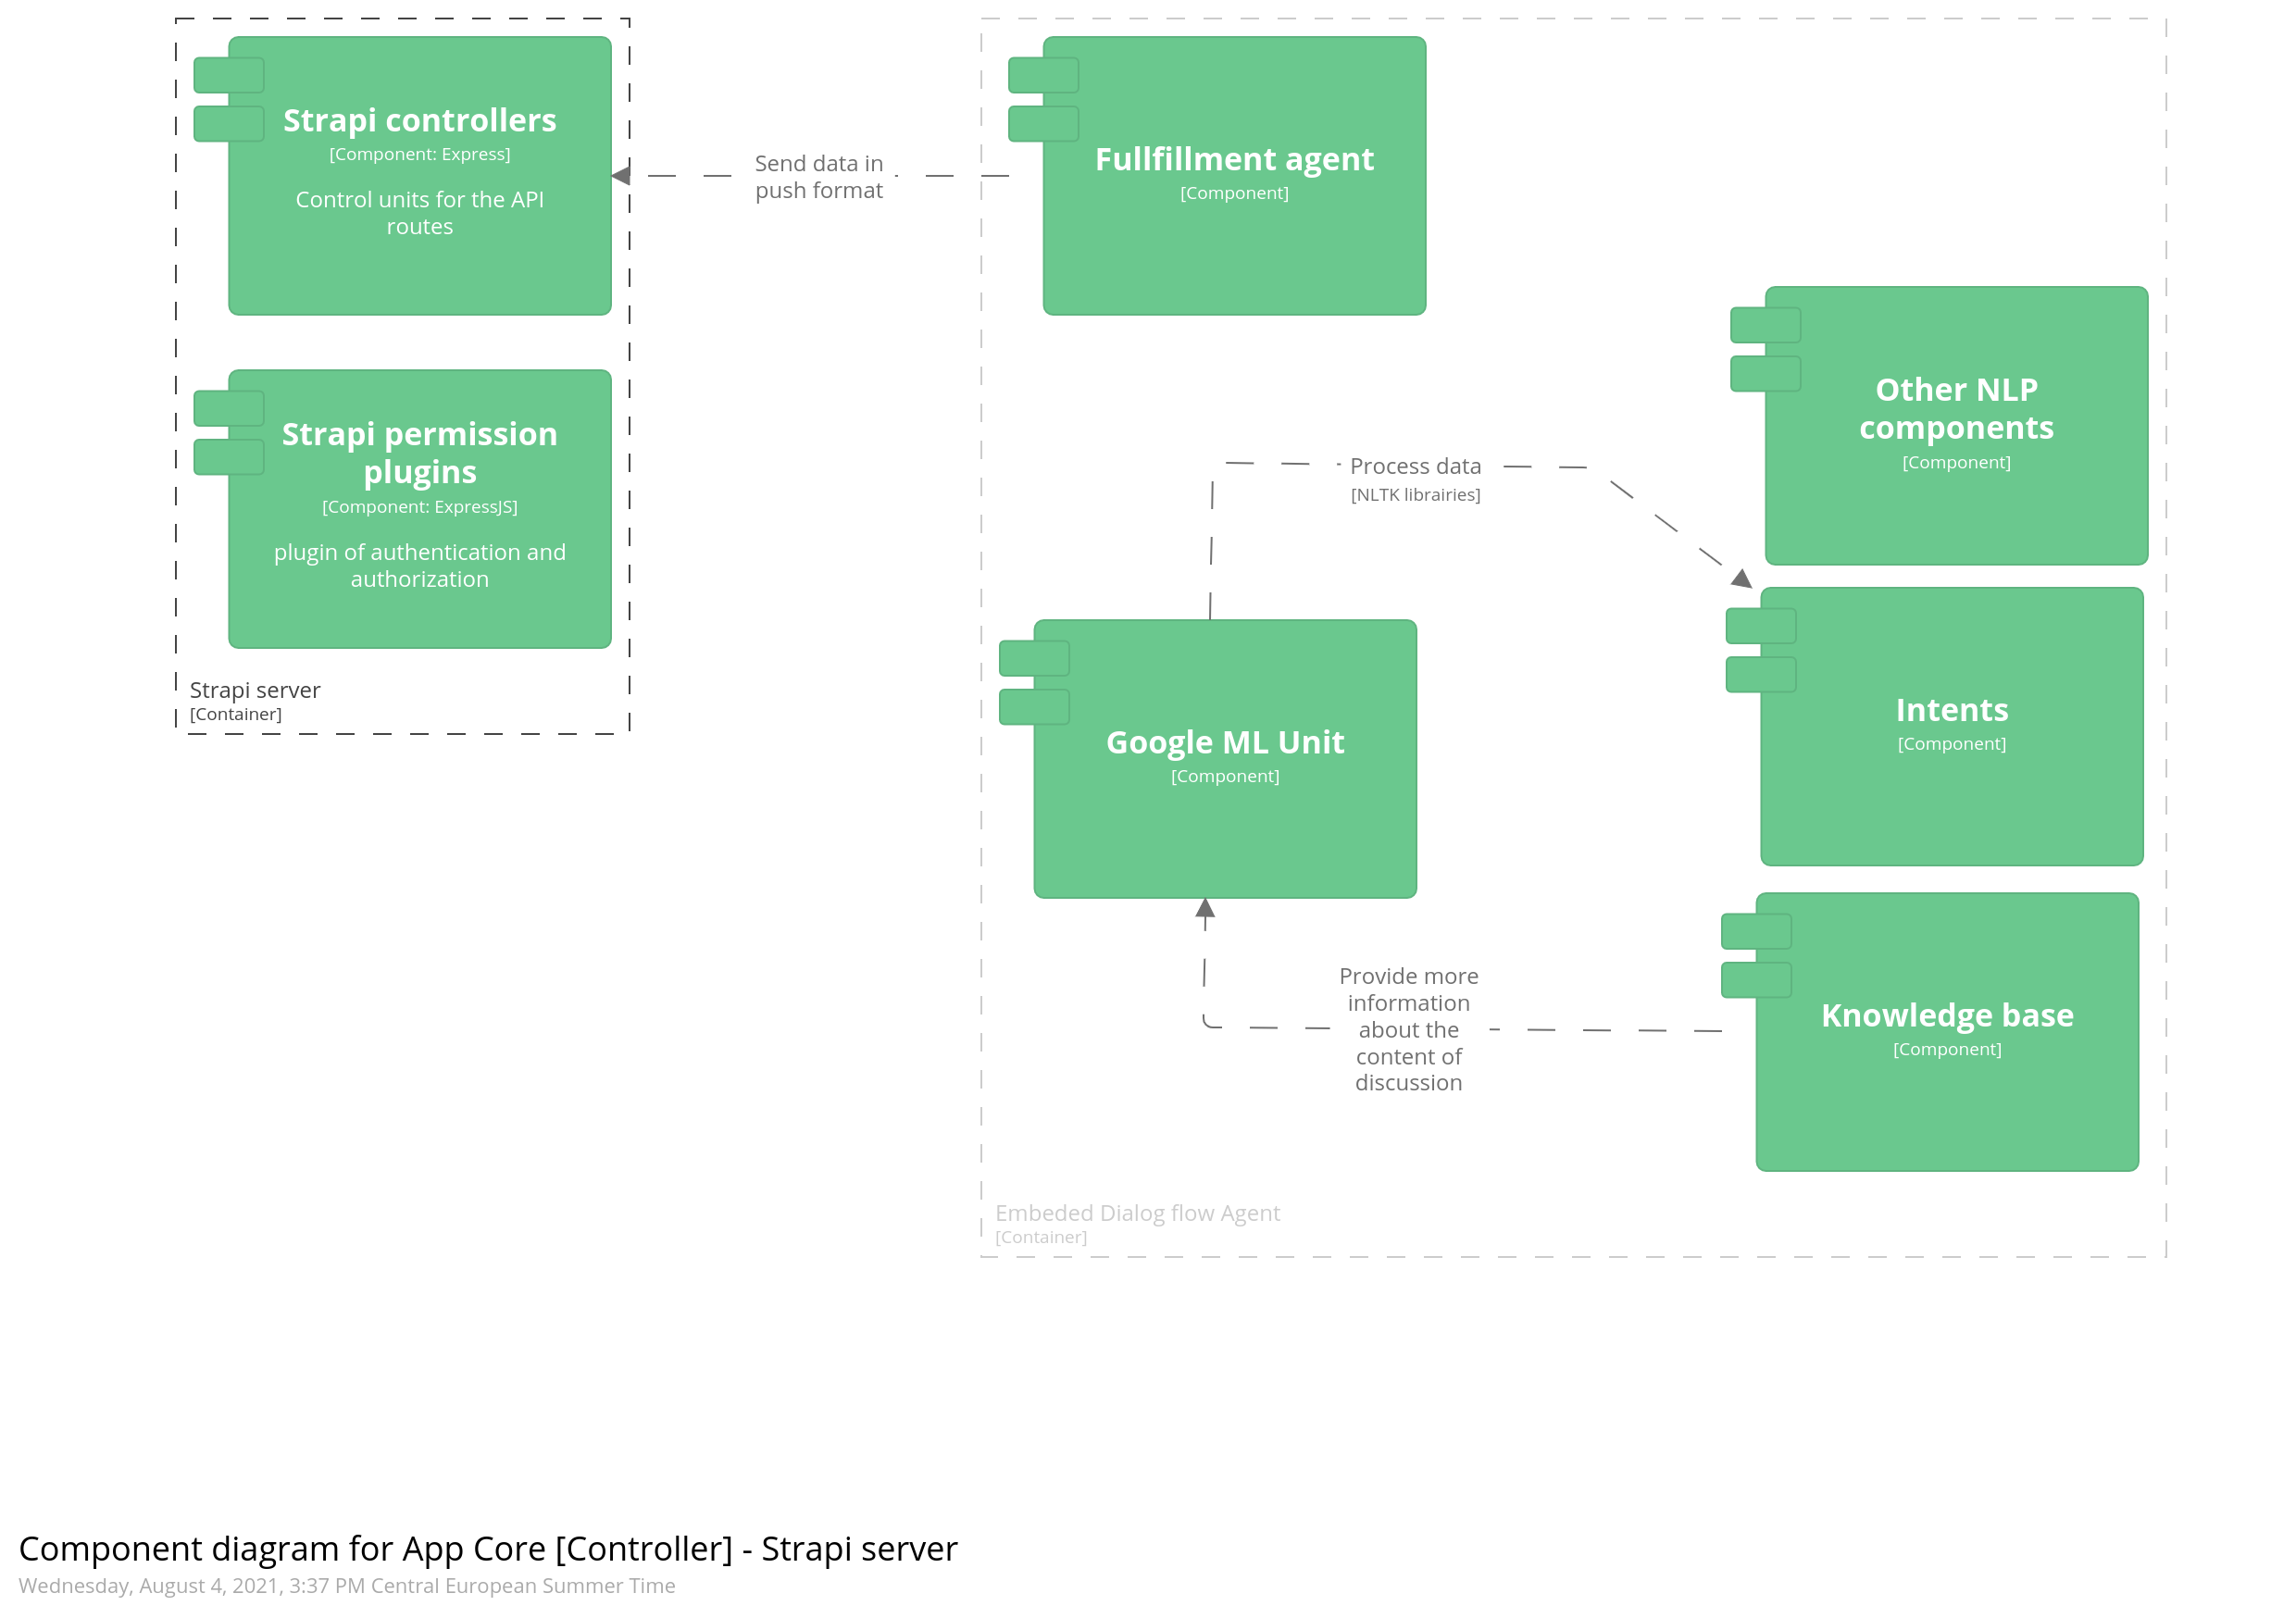 Strapi controllers
[Component: Express]
Control units for the API
routes
Send data in
push format
Fullfillment agent
[Component]
Strapi permission
plugins
[Component: ExpressJS]
plugin of authentication and
authorization
Strapi server
[Container]
Other NLP
components
[Component]
Process data
[NLTK librairies]
Google ML Unit
[Component]
Intents
[Component]
Provide more
information
about the
content of
discussion
Knowledge base
[Component]
Embeded Dialog flow Agent
[Container]
Component diagram for App Core [Controller] - Strapi server
Wednesday, August 4, 2021, 3:37 PM Central European Summer Time